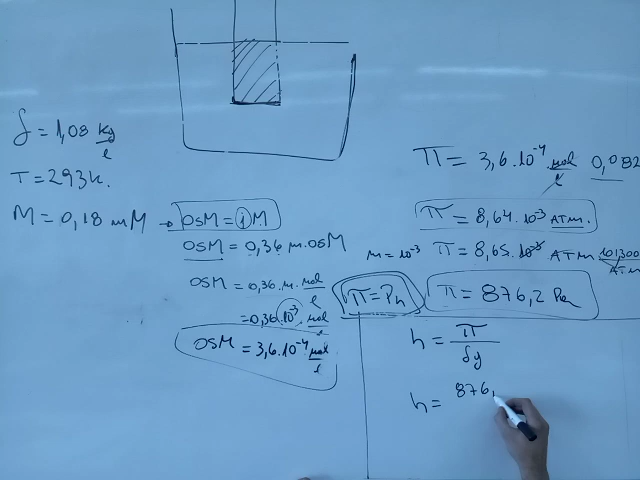 δ = 1,08 kg/l
T = 293K.
M = 0,18 mM → osM = i M
osM = 0,36 m.osM
m = 10⁻³
osM = 0,36. m. mol/l
= 0,36.10⁻³. mol/l
osM = 3,6.10⁻⁴ mol/l
π = 3,6.10⁻⁴ mol/l 0,082
π = 8,64.10⁻³ ATM.
π = 8,65.10⁻³ ATM 101300
ATM
π = Ph
π = 876,2 Pa
h = π/δg
h = 876,